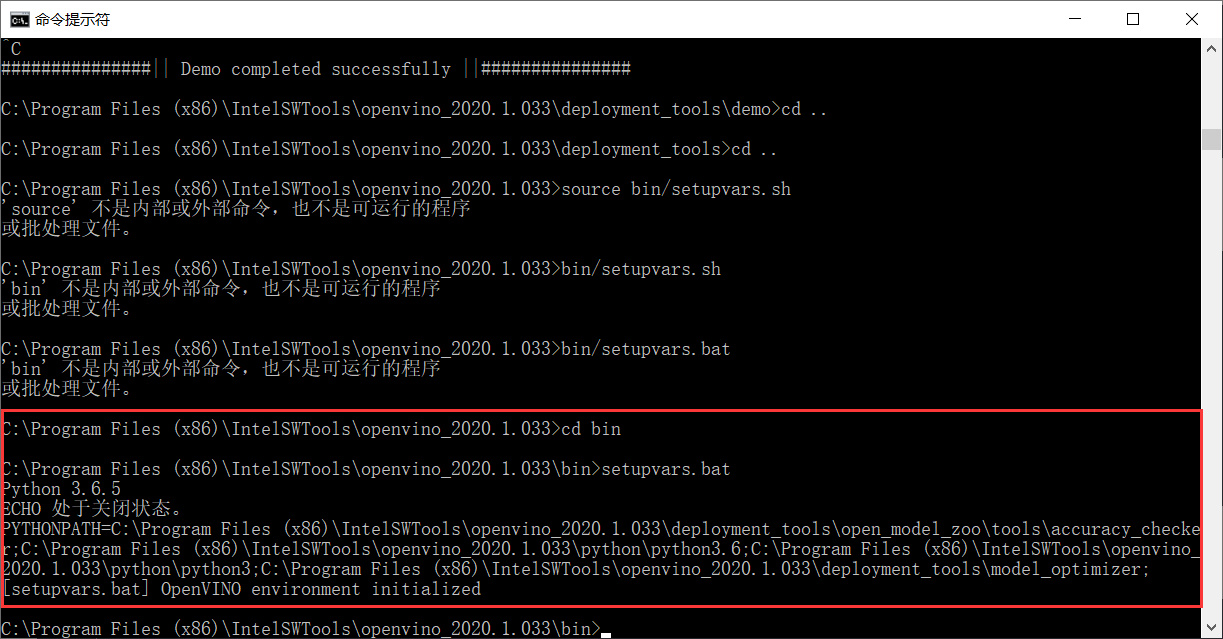 命令提示符
^C
###############|| Demo completed successfully ||###############
C:\Program Files (x86)\IntelSWTools\openvino_2020.1.033\deployment_tools\demo>cd ..
C:\Program Files (x86)\IntelSWTools\openvino_2020.1.033\deployment_tools>cd ..
C:\Program Files (x86)\IntelSWTools\openvino_2020.1.033>source bin/setupvars.sh
'source' 不是内部或外部命令，也不是可运行的程序
或批处理文件。
C:\Program Files (x86)\IntelSWTools\openvino_2020.1.033>bin/setupvars.sh
'bin' 不是内部或外部命令，也不是可运行的程序
或批处理文件。
C:\Program Files (x86)\IntelSWTools\openvino_2020.1.033>bin/setupvars.bat
'bin' 不是内部或外部命令，也不是可运行的程序
或批处理文件。
C:\Program Files (x86)\IntelSWTools\openvino_2020.1.033>cd bin
C:\Program Files (x86)\IntelSWTools\openvino_2020.1.033\bin>setupvars.bat
Python 3.6.5
ECHO 处于关闭状态。
PYTHONPATH=C:\Program Files (x86)\IntelSWTools\openvino_2020.1.033\deployment_tools\open_model_zoo\tools\accuracy_checke
r;C:\Program Files (x86)\IntelSWTools\openvino_2020.1.033\python\python3.6;C:\Program Files (x86)\IntelSWTools\openvino_
2020.1.033\python\python3;C:\Program Files (x86)\IntelSWTools\openvino_2020.1.033\deployment_tools\model_optimizer;
[setupvars.bat] OpenVINO environment initialized
C:\Program Files (x86)\IntelSWTools\openvino_2020.1.033\bin>